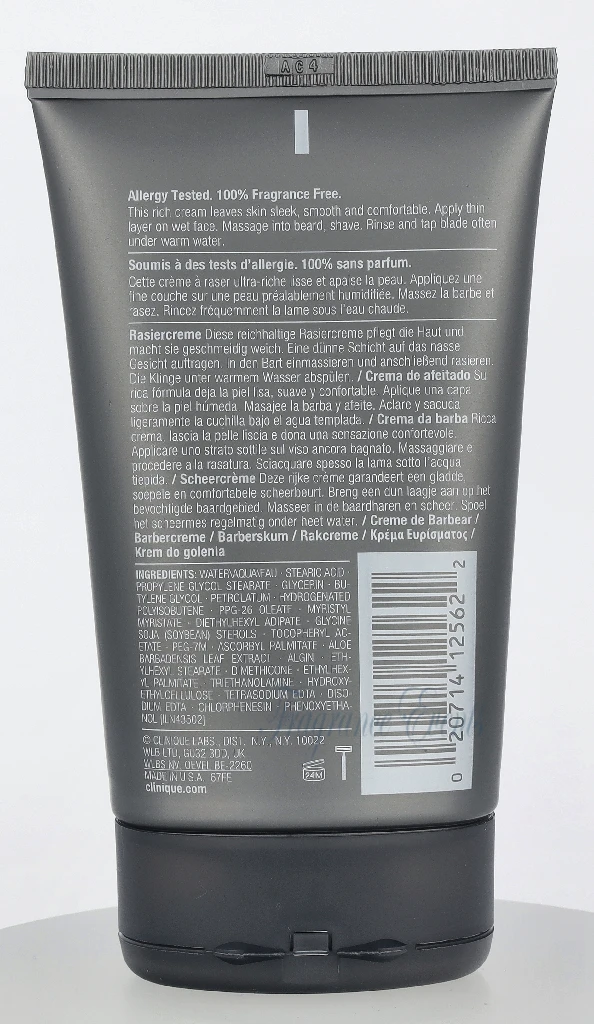 AC4
Allergy Tested. 100% Fragrance Free.
This rich cream leaves skin sleek, smooth and comfortable. Apply thin
layer on wet face. Massage into beard, shave. Rinse and tap blade often
under warm water.
Soumis à des tests d'allergie. 100% sans parfum.
Cette crème à raser ultra-riche lisse et apaise la peau. Appliquez une
fine couche sur une peau préalablement humidifiée. Massez la barbe et
rasez. Rincez fréquemment la lame sous l'eau chaude.
Rasiercreme Diese reichhaltige Rasiercreme pflegt die Haut und
macht sie geschmeidig weich. Eine dünne Schicht auf das nasse
Gesicht auftragen, in den Bart einmassieren und anschließend rasieren.
Die Klinge unter warmem Wasser abspülen. / Crema de afeitado Su
rica fórmula deja la piel lisa, suave y confortable. Aplique una capa
sobre la piel húmeda. Masajee la barba y afeite. Aclare y sacuda
ligeramente la cuchilla bajo el agua templada. / Crema da barba Ricca
crema, lascia la pelle liscia e dona una sensazione confortevole.
Applicare uno strato sottile sul viso ancora bagnato. Massaggiare e
procedere alla rasatura. Sciacquare spesso la lama sotto l'acqua
tiepida. / Scheercrème Deze rijke crème garandeert een gladde,
soepele en comfortabele scheerbeurt. Breng een dun laagje aan op het
bevochtigde baardgebied. Masseer in de baardharen en scheer. Spoel
het scheermes regelmatig onder heet water. / Creme de Barbear /
Barbercreme / Barberskum / Rakcreme / Κρέμα Ξυρίσματος /
Krem do golenia
INGREDIENTS: WATER\AQUA\EAU · STEARIC ACID ·
PROPYLENE GLYCOL STEARATE · GLYCERIN · BU-
TYLENE GLYCOL · PETROLATUM · HYDROGENATED
POLYISOBUTENE · PPG-26 OLEATE · MYRISTYL
MYRISTATE · DIETHYLHEXYL ADIPATE · GLYCINE
SOJA (SOYBEAN) STEROLS · TOCOPHERYL AC-
ETATE · PEG-7M · ASCORBYL PALMITATE · ALOE
BARBADENSIS LEAF EXTRACT · ALGIN · ETH-
YLHEXYL STEARATE · DIMETHICONE · ETHYLHEX-
YL PALMITATE · TRIETHANOLAMINE · HYDROXY-
ETHYLCELLULOSE · TETRASODIUM EDTA · DISO-
DIUM EDTA · CHLORPHENESIN · PHENOXYETHA-
NOL (ILN43502)
© CLINIQUE LABS., DIST. N.Y., N.Y. 10022
WLB LTD, GU32 3DD, UK
WLBS NV, OEVEL BE-2260
MADE IN U.S.A. 67FE
clinique.com
24M
0 20714 12562 2